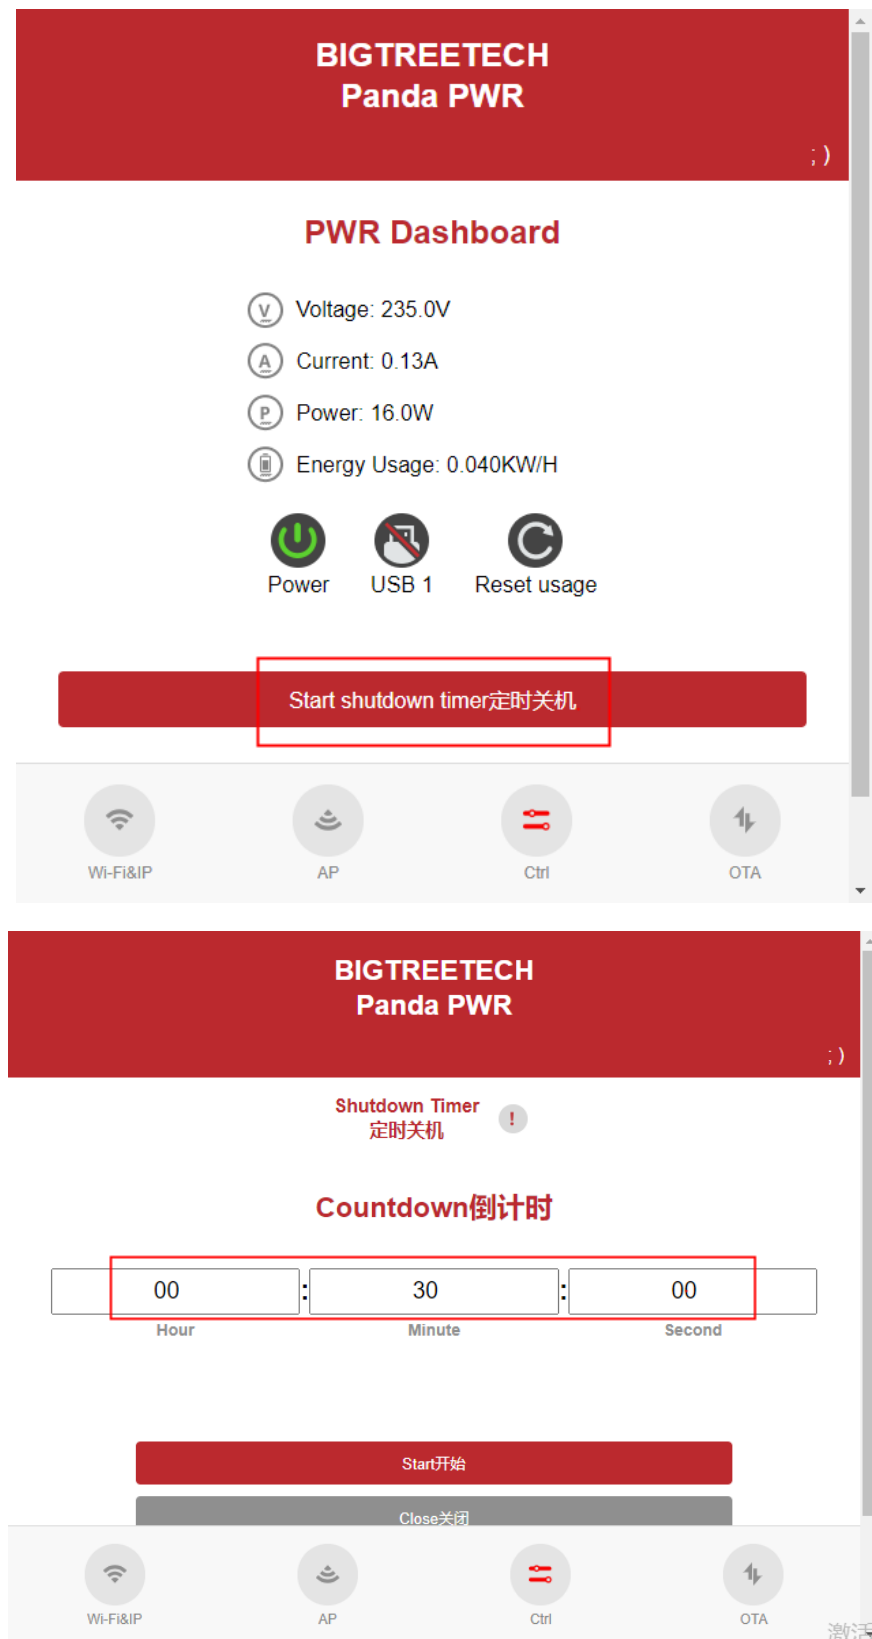 BIGTREETECH
Panda PWR
; )
PWR Dashboard
V Voltage: 235.0V
A Current: 0.13A
P Power: 16.0W
Energy Usage: 0.040KW/H
Power USB 1 Reset usage
Start shutdown timer定时关机
Wi-Fi&IP AP Ctrl OTA
BIGTREETECH
Panda PWR
; )
Shutdown Timer
定时关机
!
Countdown倒计时
00 : 30 : 00
Hour Minute Second
Start开始
Close关闭
Wi-Fi&IP AP Ctrl OTA
激活